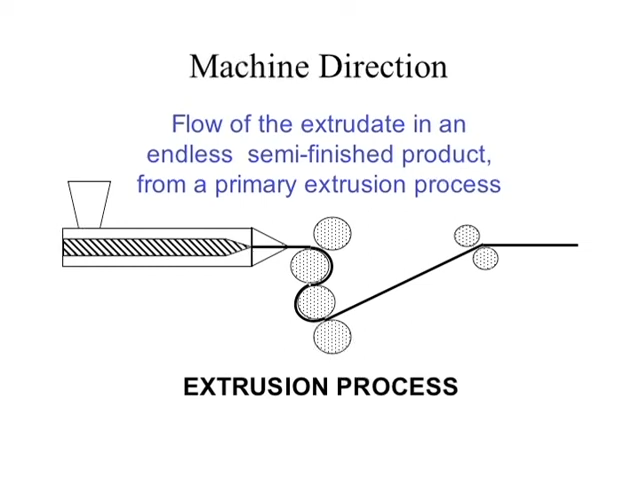 Machine Direction
Flow of the extrudate in an
endless  semi-finished product,
from a primary extrusion process
EXTRUSION PROCESS